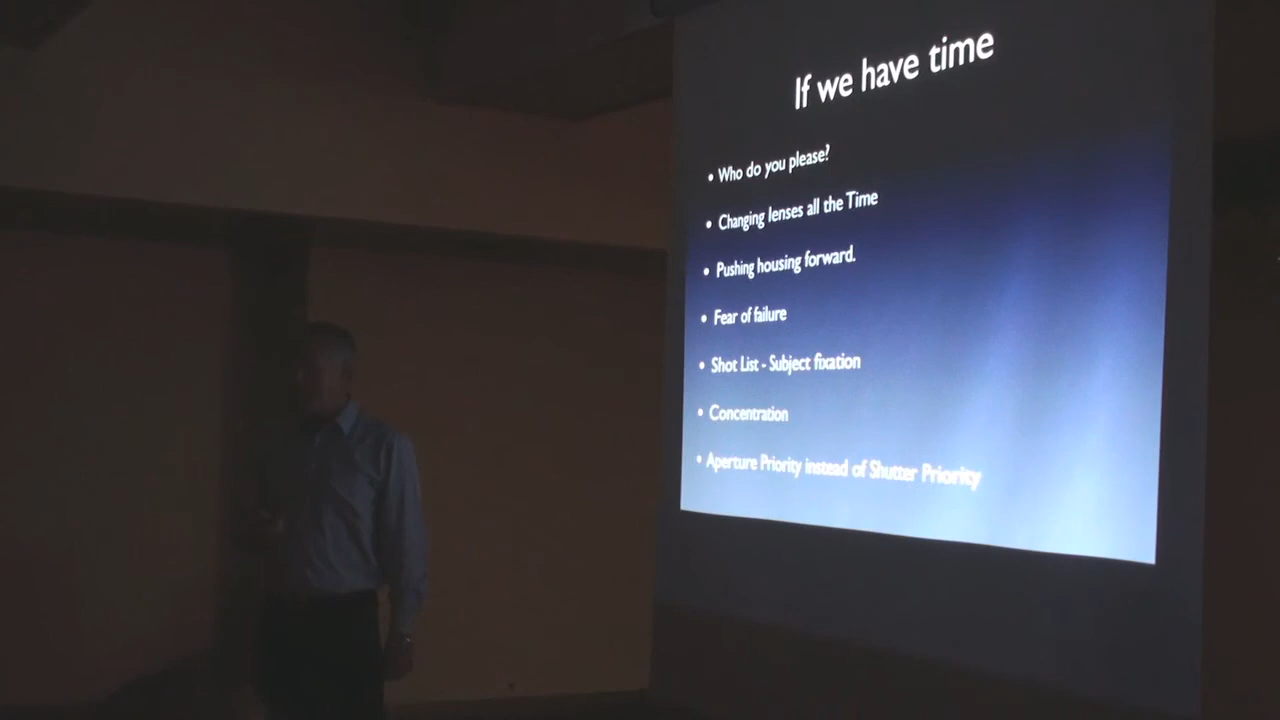 If we have time
• Who do you please?
• Changing lenses all the Time
• Pushing housing forward.
• Fear of failure
• Shot List - Subject fixation
• Concentration
• Aperture Priority instead of Shutter Priority